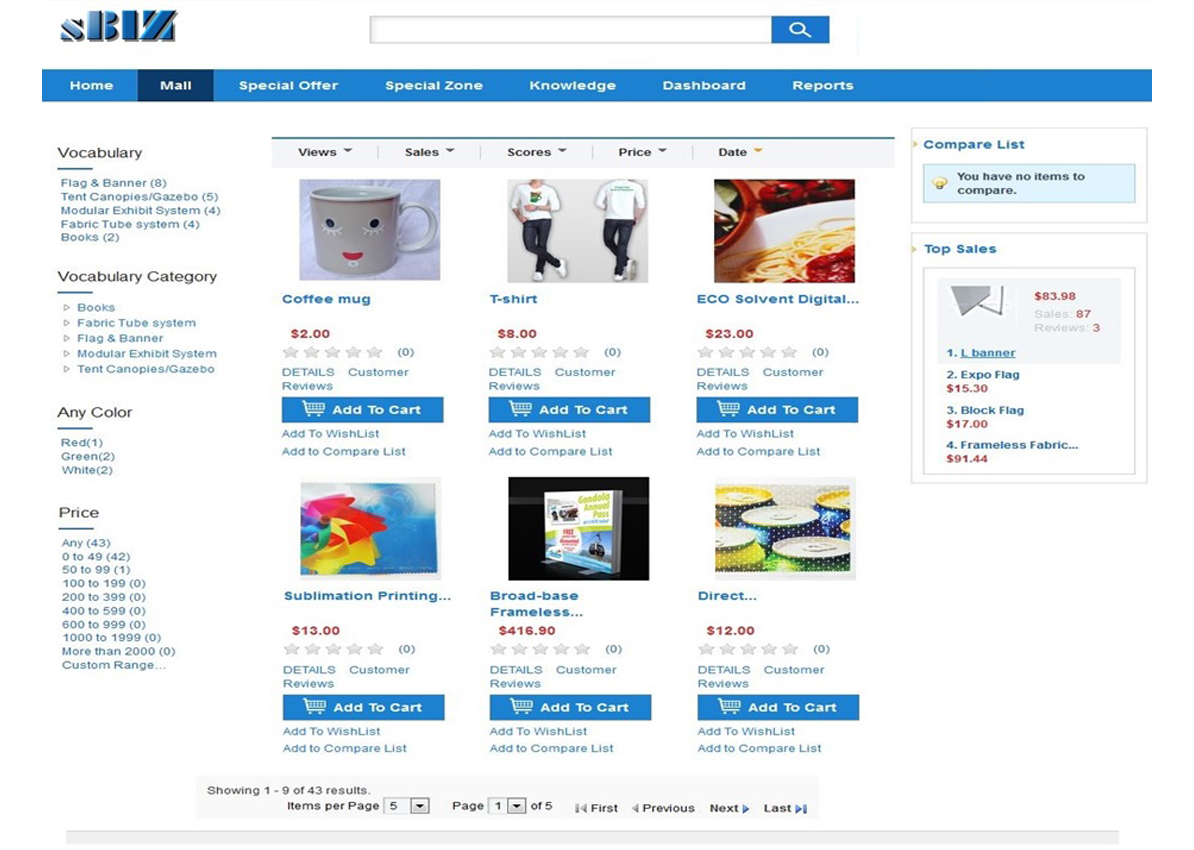 sBIZ
Home Mall Special Offer Special Zone Knowledge Dashboard Reports
Vocabulary
Flag & Banner (8)
Tent Canopies/Gazebo (5)
Modular Exhibit System (4)
Fabric Tube system (4)
Books (2)
Vocabulary Category
Books
Fabric Tube system
Flag & Banner
Modular Exhibit System
Tent Canopies/Gazebo
Any Color
Red(1)
Green(2)
White(2)
Price
Any (43)
0 to 49 (42)
50 to 99 (1)
100 to 199 (0)
200 to 399 (0)
400 to 599 (0)
600 to 999 (0)
1000 to 1999 (0)
More than 2000 (0)
Custom Range...
Views Sales Scores Price Date
Coffee mug
$2.00
(0)
DETAILS Customer
Reviews
Add To Cart
Add To WishList
Add to Compare List
T-shirt
$8.00
(0)
DETAILS Customer
Reviews
Add To Cart
Add To WishList
Add to Compare List
ECO Solvent Digital...
$23.00
(0)
DETAILS Customer
Reviews
Add To Cart
Add To WishList
Add to Compare List
Sublimation Printing...
$13.00
(0)
DETAILS Customer
Reviews
Add To Cart
Add To WishList
Add to Compare List
Gondola
Annual
Pass
FREE
Broad-base
Frameless...
$416.90
(0)
DETAILS Customer
Reviews
Add To Cart
Add To WishList
Add to Compare List
Direct...
$12.00
(0)
DETAILS Customer
Reviews
Add To Cart
Add To WishList
Add to Compare List
Showing 1 - 9 of 43 results.
Items per Page 5 Page 1 of 5 First Previous Next Last
Compare List
You have no items to
compare.
Top Sales
$83.98
Sales: 87
Reviews: 3
1. L banner
2. Expo Flag
$15.30
3. Block Flag
$17.00
4. Frameless Fabric...
$91.44